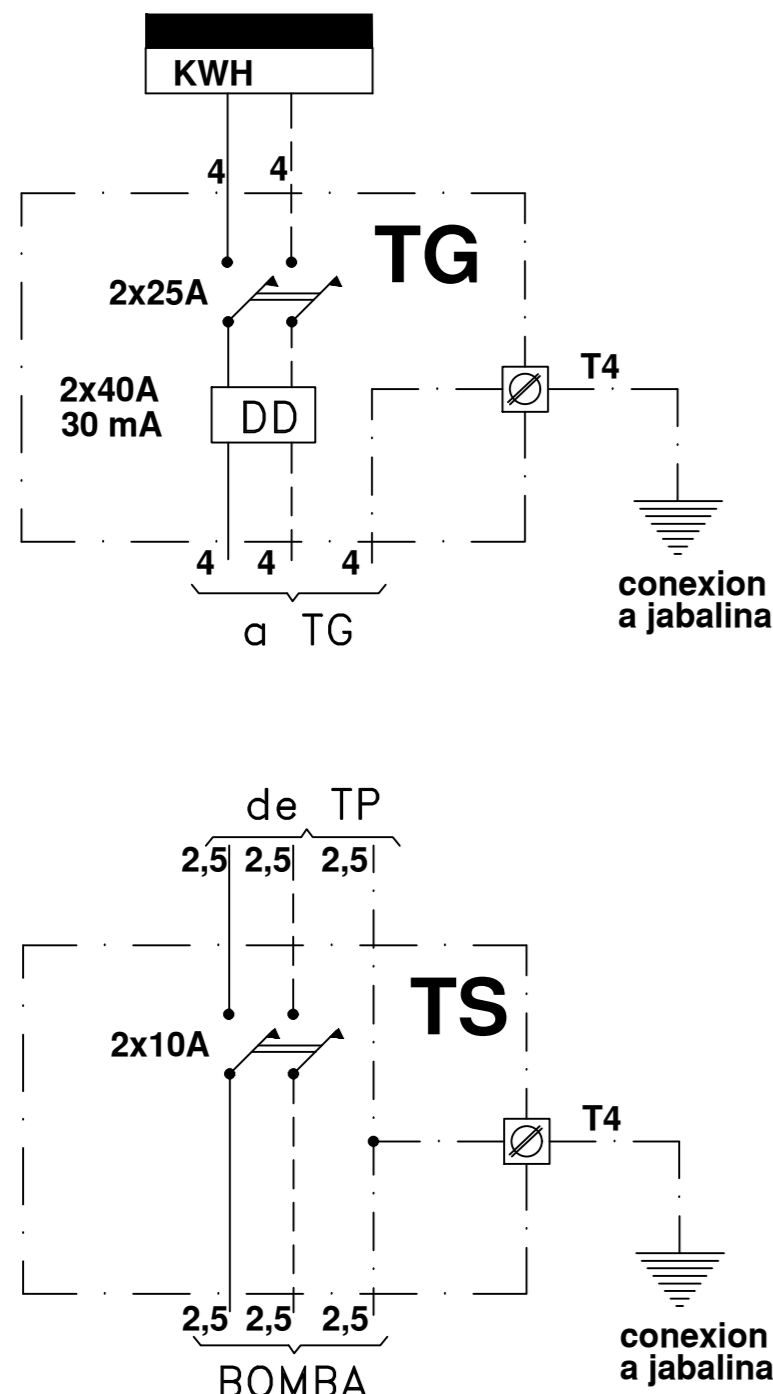 KWH
4 4
TG
2x25A
2x40A
30 mA
DD
T4
4 4 4
a TG
conexion
a jabalina
de TP
2,5 2,5 2,5
TS
2x10A
T4
2,5 2,5 2,5
BOMBA
conexion
a jabalina